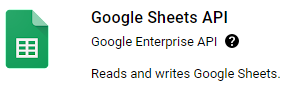 Google Sheets API
Google Enterprise API ?
Reads and writes Google Sheets.